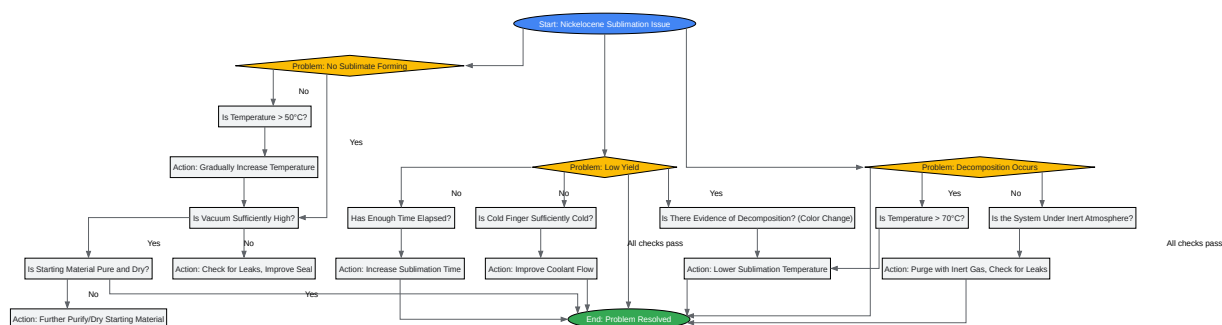 Start: Nickelocene Sublimation Issue
Problem: No Sublimate Forming
No
Is Temperature > 50°C?
Yes
Action: Gradually Increase Temperature
Problem: Low Yield
Problem: Decomposition Occurs
No
No
Yes
Yes
No
Is Vacuum Sufficiently High?
Has Enough Time Elapsed?
Is Cold Finger Sufficiently Cold?
Is There Evidence of Decomposition? (Color Change)
Is Temperature > 70°C?
Is the System Under Inert Atmosphere?
Yes
No
All checks pass
All checks pass
Is Starting Material Pure and Dry?
Action: Check for Leaks, Improve Seal
Action: Increase Sublimation Time
Action: Improve Coolant Flow
Action: Lower Sublimation Temperature
Action: Purge with Inert Gas, Check for Leaks
No
Yes
Action: Further Purify/Dry Starting Material
End: Problem Resolved